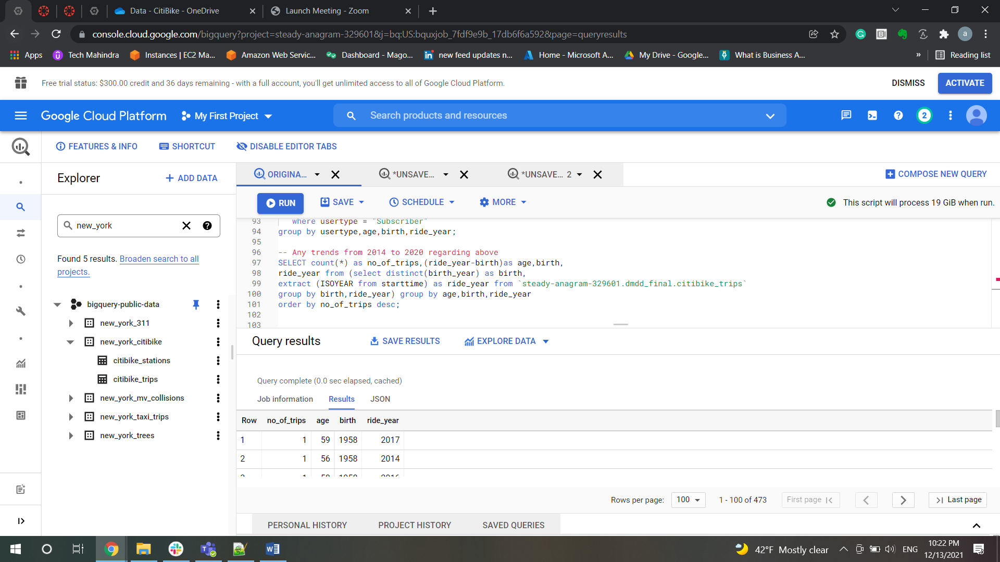 Data - CitiBike - OneDrive
Launch Meeting - Zoom
console.cloud.google.com/bigquery?project=steady-anagram-329601&j=bq:US:bquxjob_7fdf9e9b_17db6f6a592&page=queryresults
a
Apps
Tech Mahindra
Instances | EC2 Ma...
Amazon Web Servic...
Dashboard - Mago...
new feed updates n...
Home - Microsoft A...
My Drive - Google...
What is Business A...
»
Reading list
Free trial status: $300.00 credit and 36 days remaining - with a full account, you'll get unlimited access to all of Google Cloud Platform.
DISMISS
ACTIVATE
Google Cloud Platform
My First Project
Search products and resources
2
FEATURES & INFO
SHORTCUT
DISABLE EDITOR TABS
Explorer
+ ADD DATA
ORIGINA...
*UNSAVE...
*UNSAVE... 2
COMPOSE NEW QUERY
RUN
SAVE
SCHEDULE
MORE
This script will process 19 GiB when run.
new_york
Found 5 results. Broaden search to all
projects.
bigquery-public-data
new_york_311
new_york_citibike
citibike_stations
citibike_trips
new_york_mv_collisions
new_york_taxi_trips
new_york_trees
93 where usertype = "Subscriber"
94 group by usertype,age,birth,ride_year;
95
96 -- Any trends from 2014 to 2020 regarding above
97 SELECT count(*) as no_of_trips,(ride_year-birth)as age,birth,
98 ride_year from (select distinct(birth_year) as birth,
99 extract (ISOYEAR from starttime) as ride_year from `steady-anagram-329601.dmdd_final.citibike_trips`
100 group by birth,ride_year) group by age,birth,ride_year
101 order by no_of_trips desc;
102
103
Query results
SAVE RESULTS
EXPLORE DATA
Query complete (0.0 sec elapsed, cached)
Job information
Results
JSON
Row no_of_trips age birth ride_year
1 1 59 1958 2017
2 1 56 1958 2014
3 1 58 1958 2016
Rows per page:
100
1 - 100 of 473
First page
Last page
PERSONAL HISTORY
PROJECT HISTORY
SAVED QUERIES
42°F Mostly clear
ENG
10:22 PM
12/13/2021